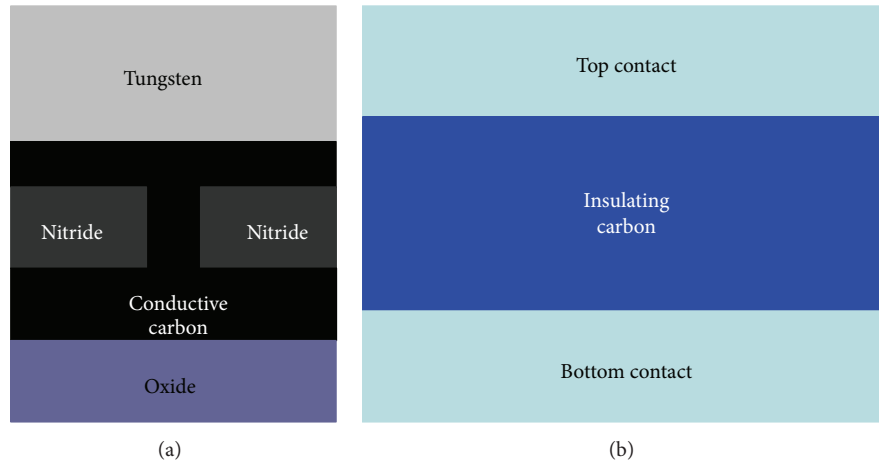 Tungsten
Nitride
Nitride
Conductive
carbon
Oxide
(a)
Top contact
Insulating
carbon
Bottom contact
(b)